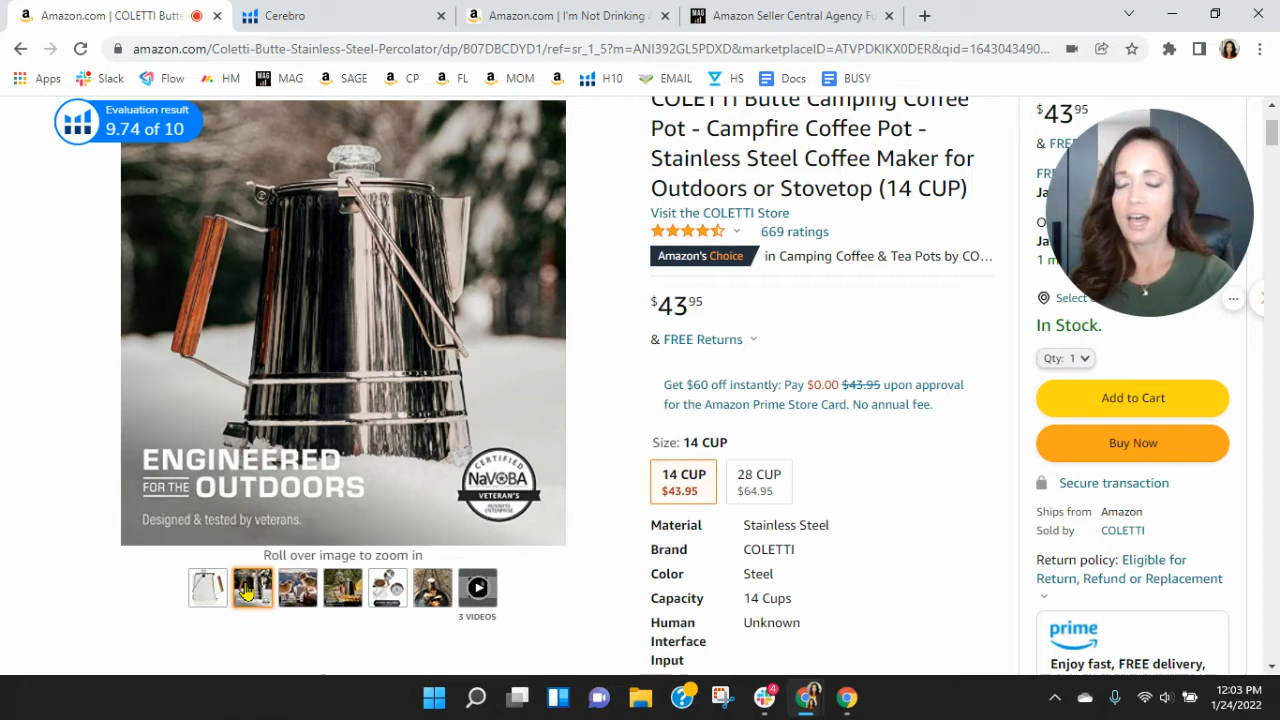 Amazon.com | COLETTI Butte
Cerebro
Amazon.com | I'm Not Drinking
MAG
Amazon Seller Central Agency Fu
amazon.com/Coletti-Butte-Stainless-Steel-Percolator/dp/B07DBCDYD1/ref=sr_1_5?m=ANI392GL5PDXD&marketplaceID=ATVPDKIKX0DER&qid=1643043490...
Apps
Slack
Flow
HM
MAG
SAGE
CP
FL
MOM
H10
EMAIL
HS
Docs
BUSY
Evaluation result
9.74 of 10
COLETTI Butte Camping Coffee
Pot - Campfire Coffee Pot -
Stainless Steel Coffee Maker for
Outdoors or Stovetop (14 CUP)
Visit the COLETTI Store
669 ratings
Amazon's Choice in Camping Coffee & Tea Pots by CO...
$43 95
& FREE Returns
Get $60 off instantly: Pay $0.00 $43.95 upon approval
for the Amazon Prime Store Card. No annual fee.
Size: 14 CUP
14 CUP
$43.95
28 CUP
$64.95
Material Stainless Steel
Brand COLETTI
Color Steel
Capacity 14 Cups
Human Unknown
Interface
Input
ENGINEERED
FOR THE OUTDOORS
Designed & tested by veterans.
CERTIFIED
NaVOBA
VETERAN'S
BUSINESS
ENTERPRISE
Roll over image to zoom in
3 VIDEOS
$43 95
& FREE
Ja
Ja
1 m
Select
In Stock.
Qty: 1
Add to Cart
Buy Now
Secure transaction
Ships from Amazon
Sold by COLETTI
Return policy: Eligible for
Return, Refund or Replacement
prime
Enjoy fast, FREE delivery,
4
12:03 PM
1/24/2022